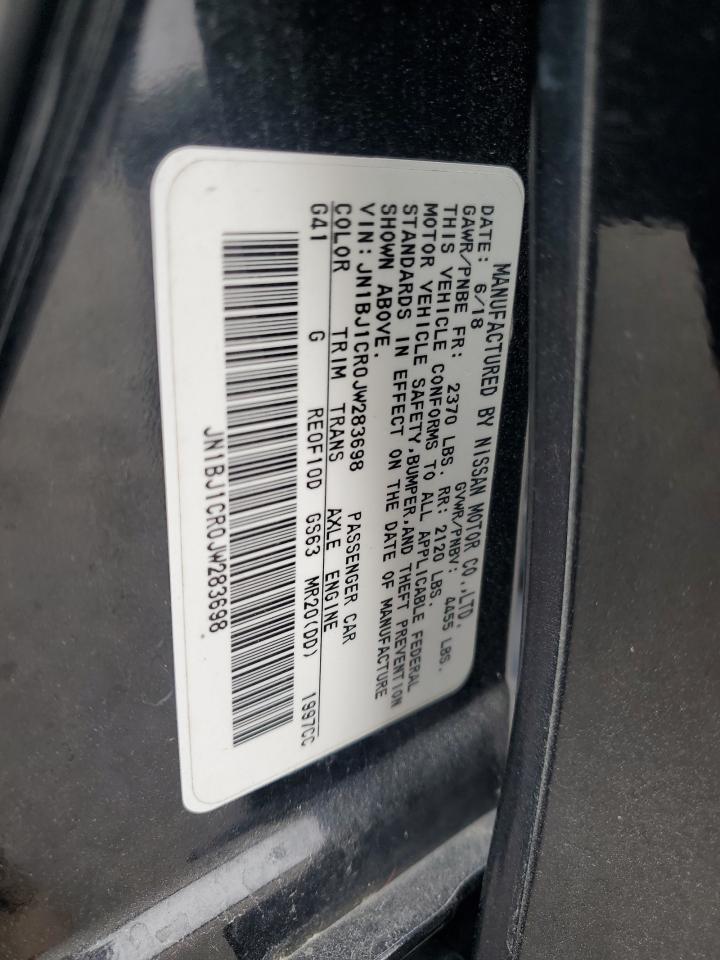 MANUFACTURED BY NISSAN MOTOR CO.,LTD.
DATE: 6/18 GVWR/PNBV: 4455 LBS.
GAWR/PNBE FR: 2370 LBS. RR: 2120 LBS.
THIS VEHICLE CONFORMS TO ALL APPLICABLE FEDERAL
MOTOR VEHICLE SAFETY,BUMPER,AND THEFT PREVENTION
STANDARDS IN EFFECT ON THE DATE OF MANUFACTURE
SHOWN ABOVE.
VIN:JN1BJ1CR0JW283698 PASSENGER CAR
COLOR TRIM TRANS AXLE ENGINE
G41 G RE0F10D GS63 MR20(DD) 1997CC
JN1BJ1CR0JW283698